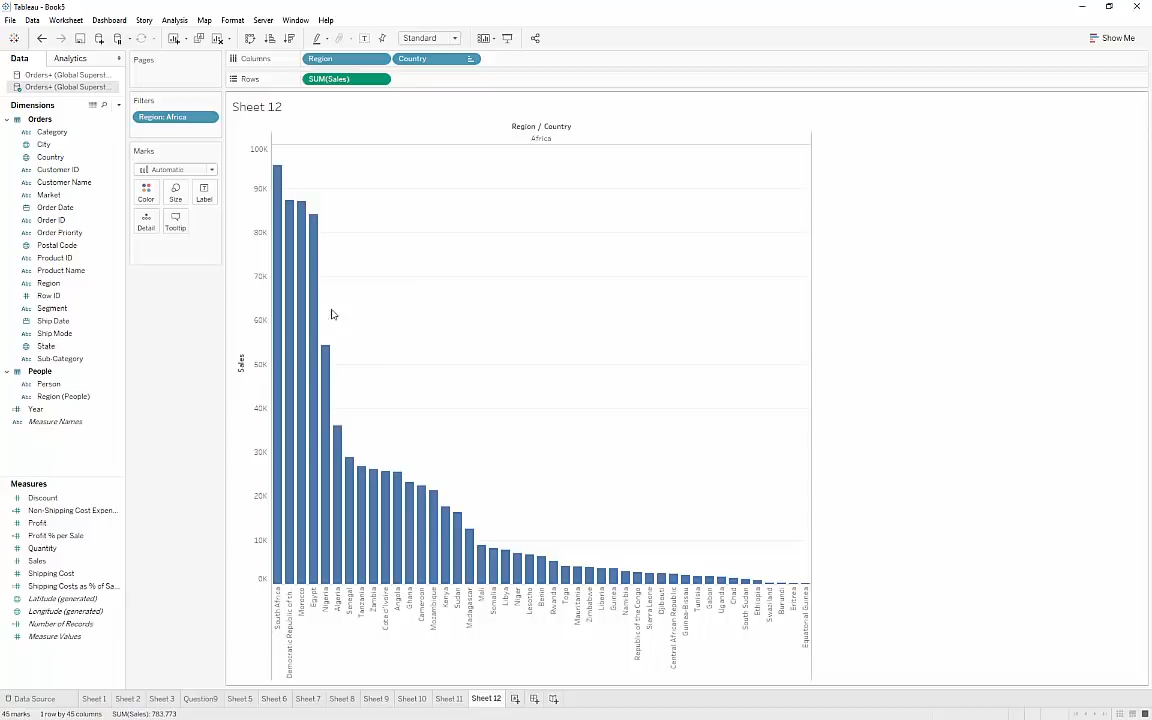 Tableau - Book5
File Data Worksheet Dashboard Story Analysis Map Format Server Window Help
Standard
Show Me
Data Analytics
Orders+ (Global Superst...
Orders+ (Global Superst...
Dimensions
Orders
Category
City
Country
Customer ID
Customer Name
Market
Order Date
Order ID
Order Priority
Postal Code
Product ID
Product Name
Region
Row ID
Segment
Ship Date
Ship Mode
State
Sub-Category
People
Person
Region (People)
Year
Measure Names
Measures
Discount
Non-Shipping Cost Expen...
Profit
Profit % per Sale
Quantity
Sales
Shipping Cost
Shipping Costs as % of Sa...
Latitude (generated)
Longitude (generated)
Number of Records
Measure Values
Pages
Filters
Region: Africa
Marks
Automatic
Color Size Label
Detail Tooltip
Columns Region Country
Rows SUM(Sales)
Sheet 12
Region / Country
Africa
100K
90K
80K
70K
60K
50K
40K
30K
20K
10K
0K
Sales
South Africa
Democratic Republic of th..
Morocco
Egypt
Nigeria
Algeria
Senegal
Tanzania
Zambia
Cote d'Ivoire
Angola
Ghana
Cameroon
Mozambique
Kenya
Sudan
Madagascar
Mali
Somalia
Libya
Niger
Lesotho
Benin
Rwanda
Togo
Mauritania
Zimbabwe
Liberia
Guinea
Namibia
Republic of the Congo
Sierra Leone
Djibouti
Central African Republic
Guinea-Bissau
Tunisia
Gabon
Uganda
Chad
South Sudan
Ethiopia
Swaziland
Burundi
Eritrea
Equatorial Guinea
Data Source Sheet 1 Sheet 2 Sheet 3 Question9 Sheet 5 Sheet 6 Sheet 7 Sheet 8 Sheet 9 Sheet 10 Sheet 11 Sheet 12
45 marks 1 row by 45 columns SUM(Sales): 783,773